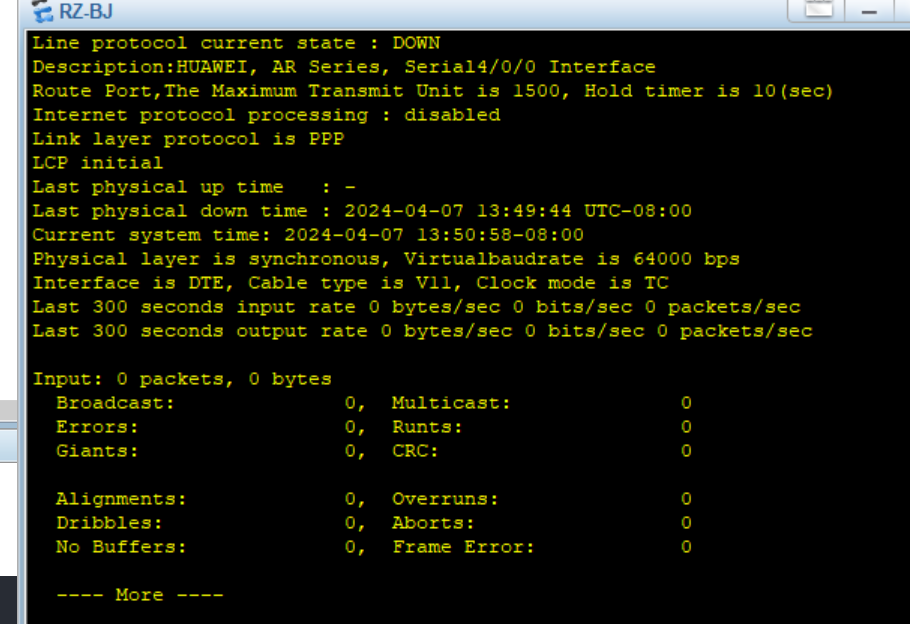 RZ-BJ
Line protocol current state : DOWN
Description:HUAWEI, AR Series, Serial4/0/0 Interface
Route Port,The Maximum Transmit Unit is 1500, Hold timer is 10(sec)
Internet protocol processing : disabled
Link layer protocol is PPP
LCP initial
Last physical up time   : -
Last physical down time : 2024-04-07 13:49:44 UTC-08:00
Current system time: 2024-04-07 13:50:58-08:00
Physical layer is synchronous, Virtualbaudrate is 64000 bps
Interface is DTE, Cable type is V11, Clock mode is TC
Last 300 seconds input rate 0 bytes/sec 0 bits/sec 0 packets/sec
Last 300 seconds output rate 0 bytes/sec 0 bits/sec 0 packets/sec
Input: 0 packets, 0 bytes
Broadcast: 0, Multicast: 0
Errors: 0, Runts: 0
Giants: 0, CRC: 0
Alignments: 0, Overruns: 0
Dribbles: 0, Aborts: 0
No Buffers: 0, Frame Error: 0
---- More ----